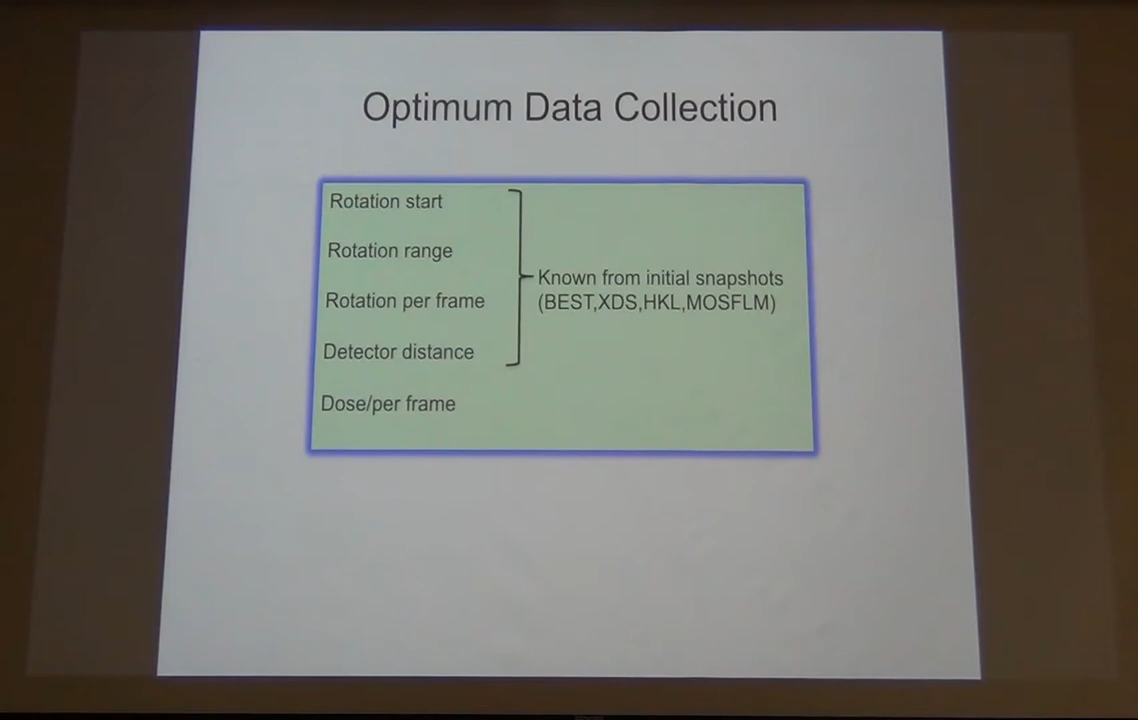 Optimum Data Collection
Rotation start
Rotation range
Rotation per frame
Detector distance
Dose/per frame
Known from initial snapshots
(BEST,XDS,HKL,MOSFLM)